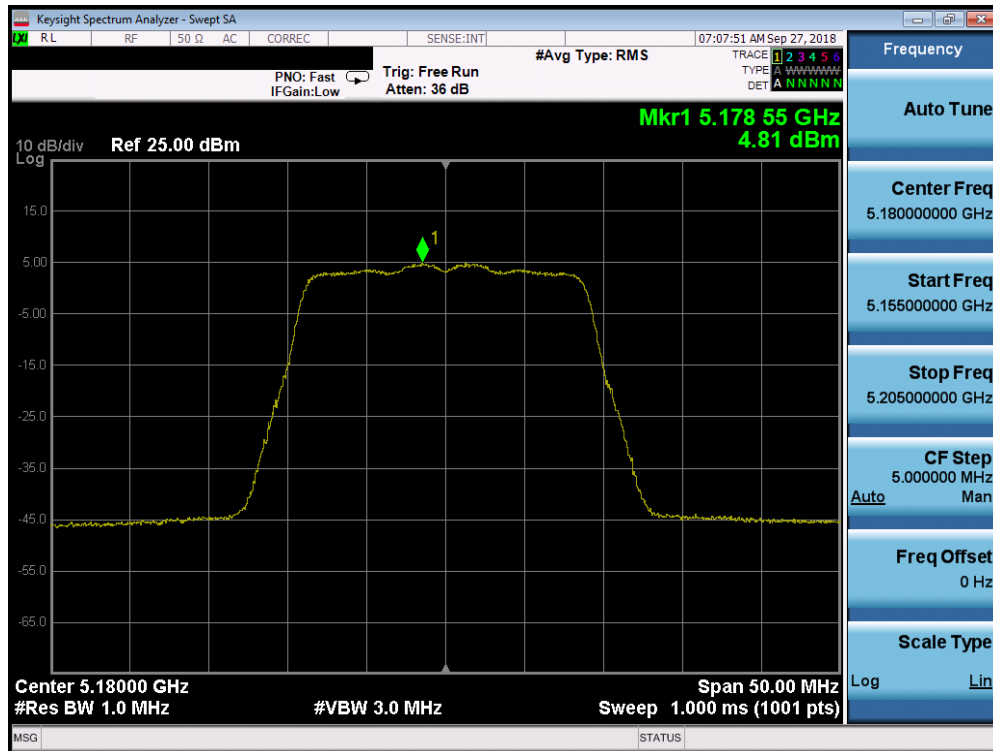 Keysight Spectrum Analyzer - Swept SA
LXI RL RF 50 Ω AC CORREC SENSE:INT 07:07:51 AM Sep 27, 2018
#Avg Type: RMS
TRACE 1 2 3 4 5 6
PNO: Fast Trig: Free Run TYPE A WWWWW
IFGain:Low Atten: 36 dB DET A N N N N N
Mkr1 5.178 55 GHz
4.81 dBm
10 dB/div Ref 25.00 dBm
Log
15.0
1
5.00
-5.00
-15.0
-25.0
-35.0
-45.0
-55.0
-65.0
Center 5.18000 GHz Span 50.00 MHz
#Res BW 1.0 MHz #VBW 3.0 MHz Sweep 1.000 ms (1001 pts)
MSG STATUS
Frequency
Auto Tune
Center Freq
5.180000000 GHz
Start Freq
5.155000000 GHz
Stop Freq
5.205000000 GHz
CF Step
5.000000 MHz
Auto Man
Freq Offset
0 Hz
Scale Type
Log Lin